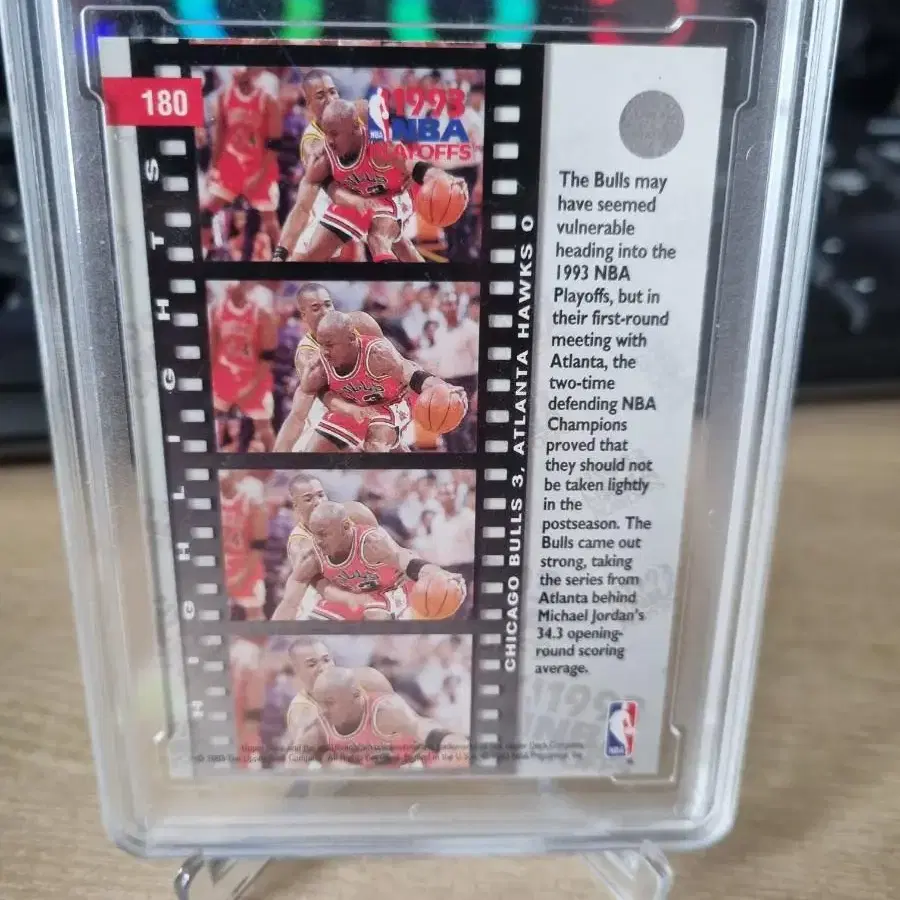 180
1993
NBA
PLAYOFFS
HIGHLIGHTS
CHICAGO BULLS 3, ATLANTA HAWKS 0
The Bulls may
have seemed
vulnerable
heading into the
1993 NBA
Playoffs, but in
their first-round
meeting with
Atlanta, the
two-time
defending NBA
Champions
proved that
they should not
be taken lightly
in the
postseason. The
Bulls came out
strong, taking
the series from
Atlanta behind
Michael Jordan's
34.3 opening-
round scoring
average.
1993
NB
NBA